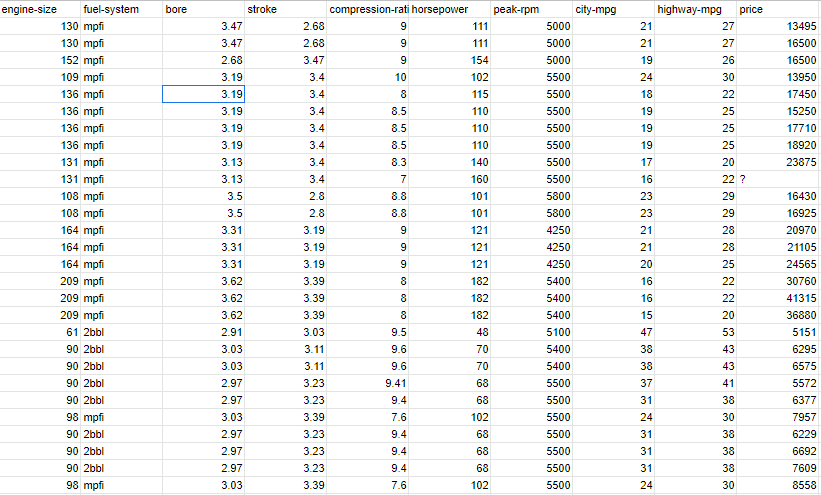 engine-size fuel-system bore stroke compression-rati horsepower peak-rpm city-mpg highway-mpg price
130 mpfi 3.47 2.68 9 111 5000 21 27 13495
130 mpfi 3.47 2.68 9 111 5000 21 27 16500
152 mpfi 2.68 3.47 9 154 5000 19 26 16500
109 mpfi 3.19 3.4 10 102 5500 24 30 13950
136 mpfi 3.19 3.4 8 115 5500 18 22 17450
136 mpfi 3.19 3.4 8.5 110 5500 19 25 15250
136 mpfi 3.19 3.4 8.5 110 5500 19 25 17710
136 mpfi 3.19 3.4 8.5 110 5500 19 25 18920
131 mpfi 3.13 3.4 8.3 140 5500 17 20 23875
131 mpfi 3.13 3.4 7 160 5500 16 22 ?
108 mpfi 3.5 2.8 8.8 101 5800 23 29 16430
108 mpfi 3.5 2.8 8.8 101 5800 23 29 16925
164 mpfi 3.31 3.19 9 121 4250 21 28 20970
164 mpfi 3.31 3.19 9 121 4250 21 28 21105
164 mpfi 3.31 3.19 9 121 4250 20 25 24565
209 mpfi 3.62 3.39 8 182 5400 16 22 30760
209 mpfi 3.62 3.39 8 182 5400 16 22 41315
209 mpfi 3.62 3.39 8 182 5400 15 20 36880
61 2bbl 2.91 3.03 9.5 48 5100 47 53 5151
90 2bbl 3.03 3.11 9.6 70 5400 38 43 6295
90 2bbl 3.03 3.11 9.6 70 5400 38 43 6575
90 2bbl 2.97 3.23 9.41 68 5500 37 41 5572
90 2bbl 2.97 3.23 9.4 68 5500 31 38 6377
98 mpfi 3.03 3.39 7.6 102 5500 24 30 7957
90 2bbl 2.97 3.23 9.4 68 5500 31 38 6229
90 2bbl 2.97 3.23 9.4 68 5500 31 38 6692
90 2bbl 2.97 3.23 9.4 68 5500 31 38 7609
98 mpfi 3.03 3.39 7.6 102 5500 24 30 8558